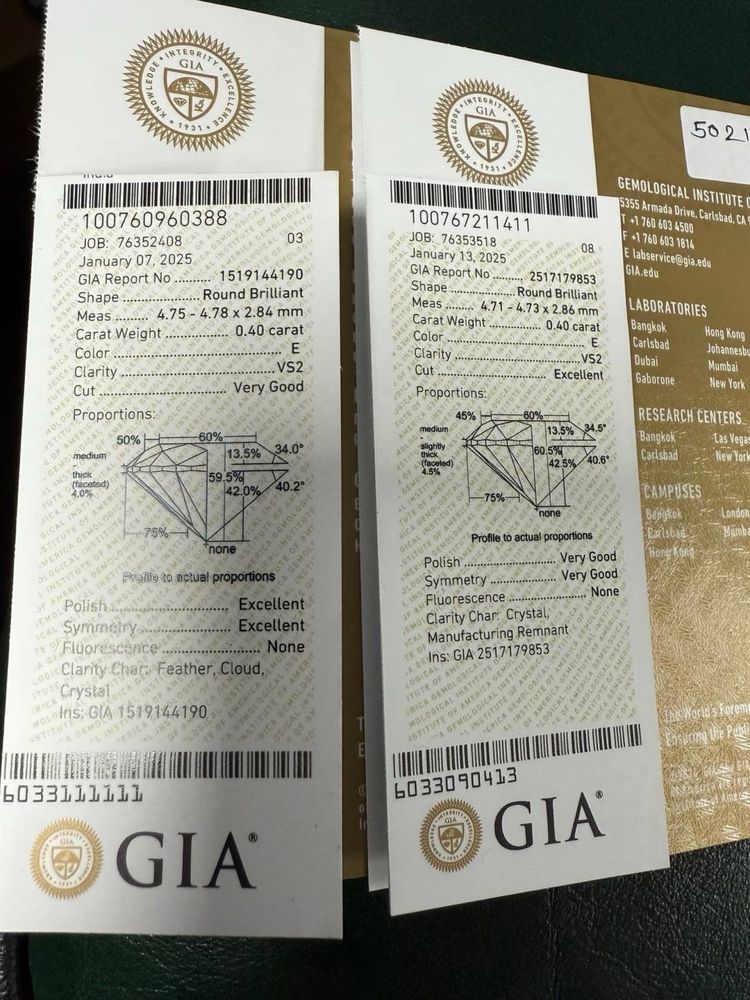 KNOWLEDGE • INTEGRITY • EXCELLENCE
GIA
• 1931 •
100760960388
JOB: 76352408 03
January 07, 2025
GIA Report No .......... 1519144190
Shape .................. Round Brilliant
Meas ...... 4.75 - 4.78 x 2.84 mm
Carat Weight ................. 0.40 carat
Color ........................................ E
Clarity ................................... VS2
Cut ............................. Very Good
Proportions:
50% 60%
medium
13.5%
34.0°
thick
(faceted)
4.0%
59.5%
42.0%
40.2°
75%
none
Profile to actual proportions
Polish ............................ Excellent
Symmetry ..................... Excellent
Fluorescence ...................... None
Clarity Char: Feather, Cloud,
Crystal
Ins: GIA 1519144190
6033111111
GIA®
KNOWLEDGE • INTEGRITY • EXCELLENCE
GIA
• 1931 •
100767211411
JOB: 76353518 08
January 13, 2025
GIA Report No .......... 2517179853
Shape .................. Round Brilliant
Meas ...... 4.71 - 4.73 x 2.86 mm
Carat Weight ................. 0.40 carat
Color ........................................ E
Clarity ................................... VS2
Cut ............................... Excellent
Proportions:
45% 60%
medium
13.5%
34.5°
slightly
thick
(faceted)
4.5%
60.5%
42.5%
40.6°
75%
none
Profile to actual proportions
Polish .......................... Very Good
Symmetry ................... Very Good
Fluorescence ...................... None
Clarity Char: Crystal,
Manufacturing Remnant
Ins: GIA 2517179853
6033090413
GIA®
5021
GEMOLOGICAL INSTITUTE
5355 Armada Drive, Carlsbad, CA
T +1 760 603 4500
F +1 760 603 1814
E labservice@gia.edu
GIA.edu
LABORATORIES
Bangkok Hong Kong
Carlsbad
Dubai Mumbai
Gaborone New York
RESEARCH CENTERS
Bangkok Las Vegas
Carlsbad New York
CAMPUSES
Bangkok London
Carlsbad
Hong Kong
The World's
Ensuring the